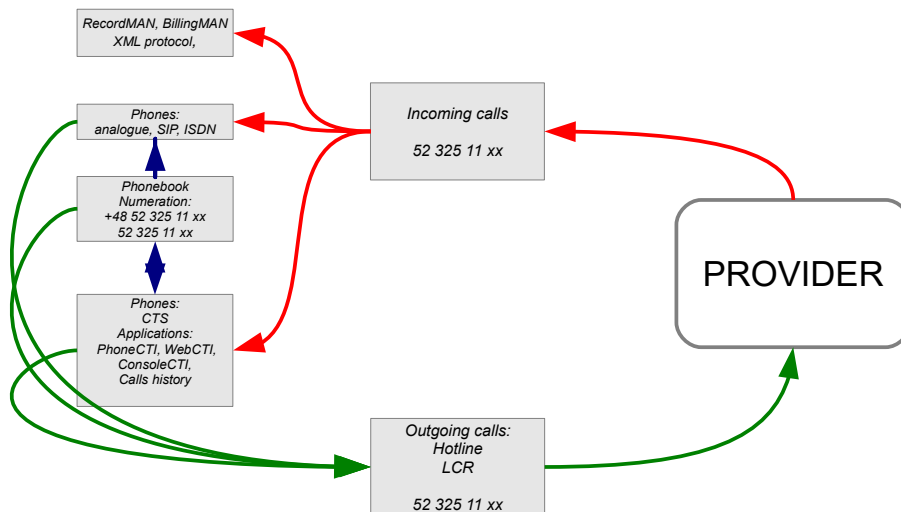 RecordMAN, BillingMAN
XML protocol,
Phones:
analogue, SIP, ISDN
Phonebook
Numeration:
+48 52 325 11 xx
52 325 11 xx
Phones:
CTS
Applications:
PhoneCTI, WebCTI,
ConsoleCTI,
Calls history
Incoming calls
52 325 11 xx
PROVIDER
Outgoing calls:
Hotline
LCR
52 325 11 xx